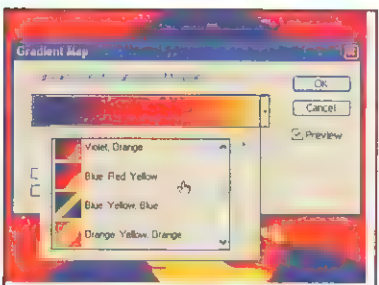 Gradient Map
OK
Cancel
Preview
Violet, Orange
Blue, Red, Yellow
Blue, Yellow, Blue
Orange, Yellow, Orange